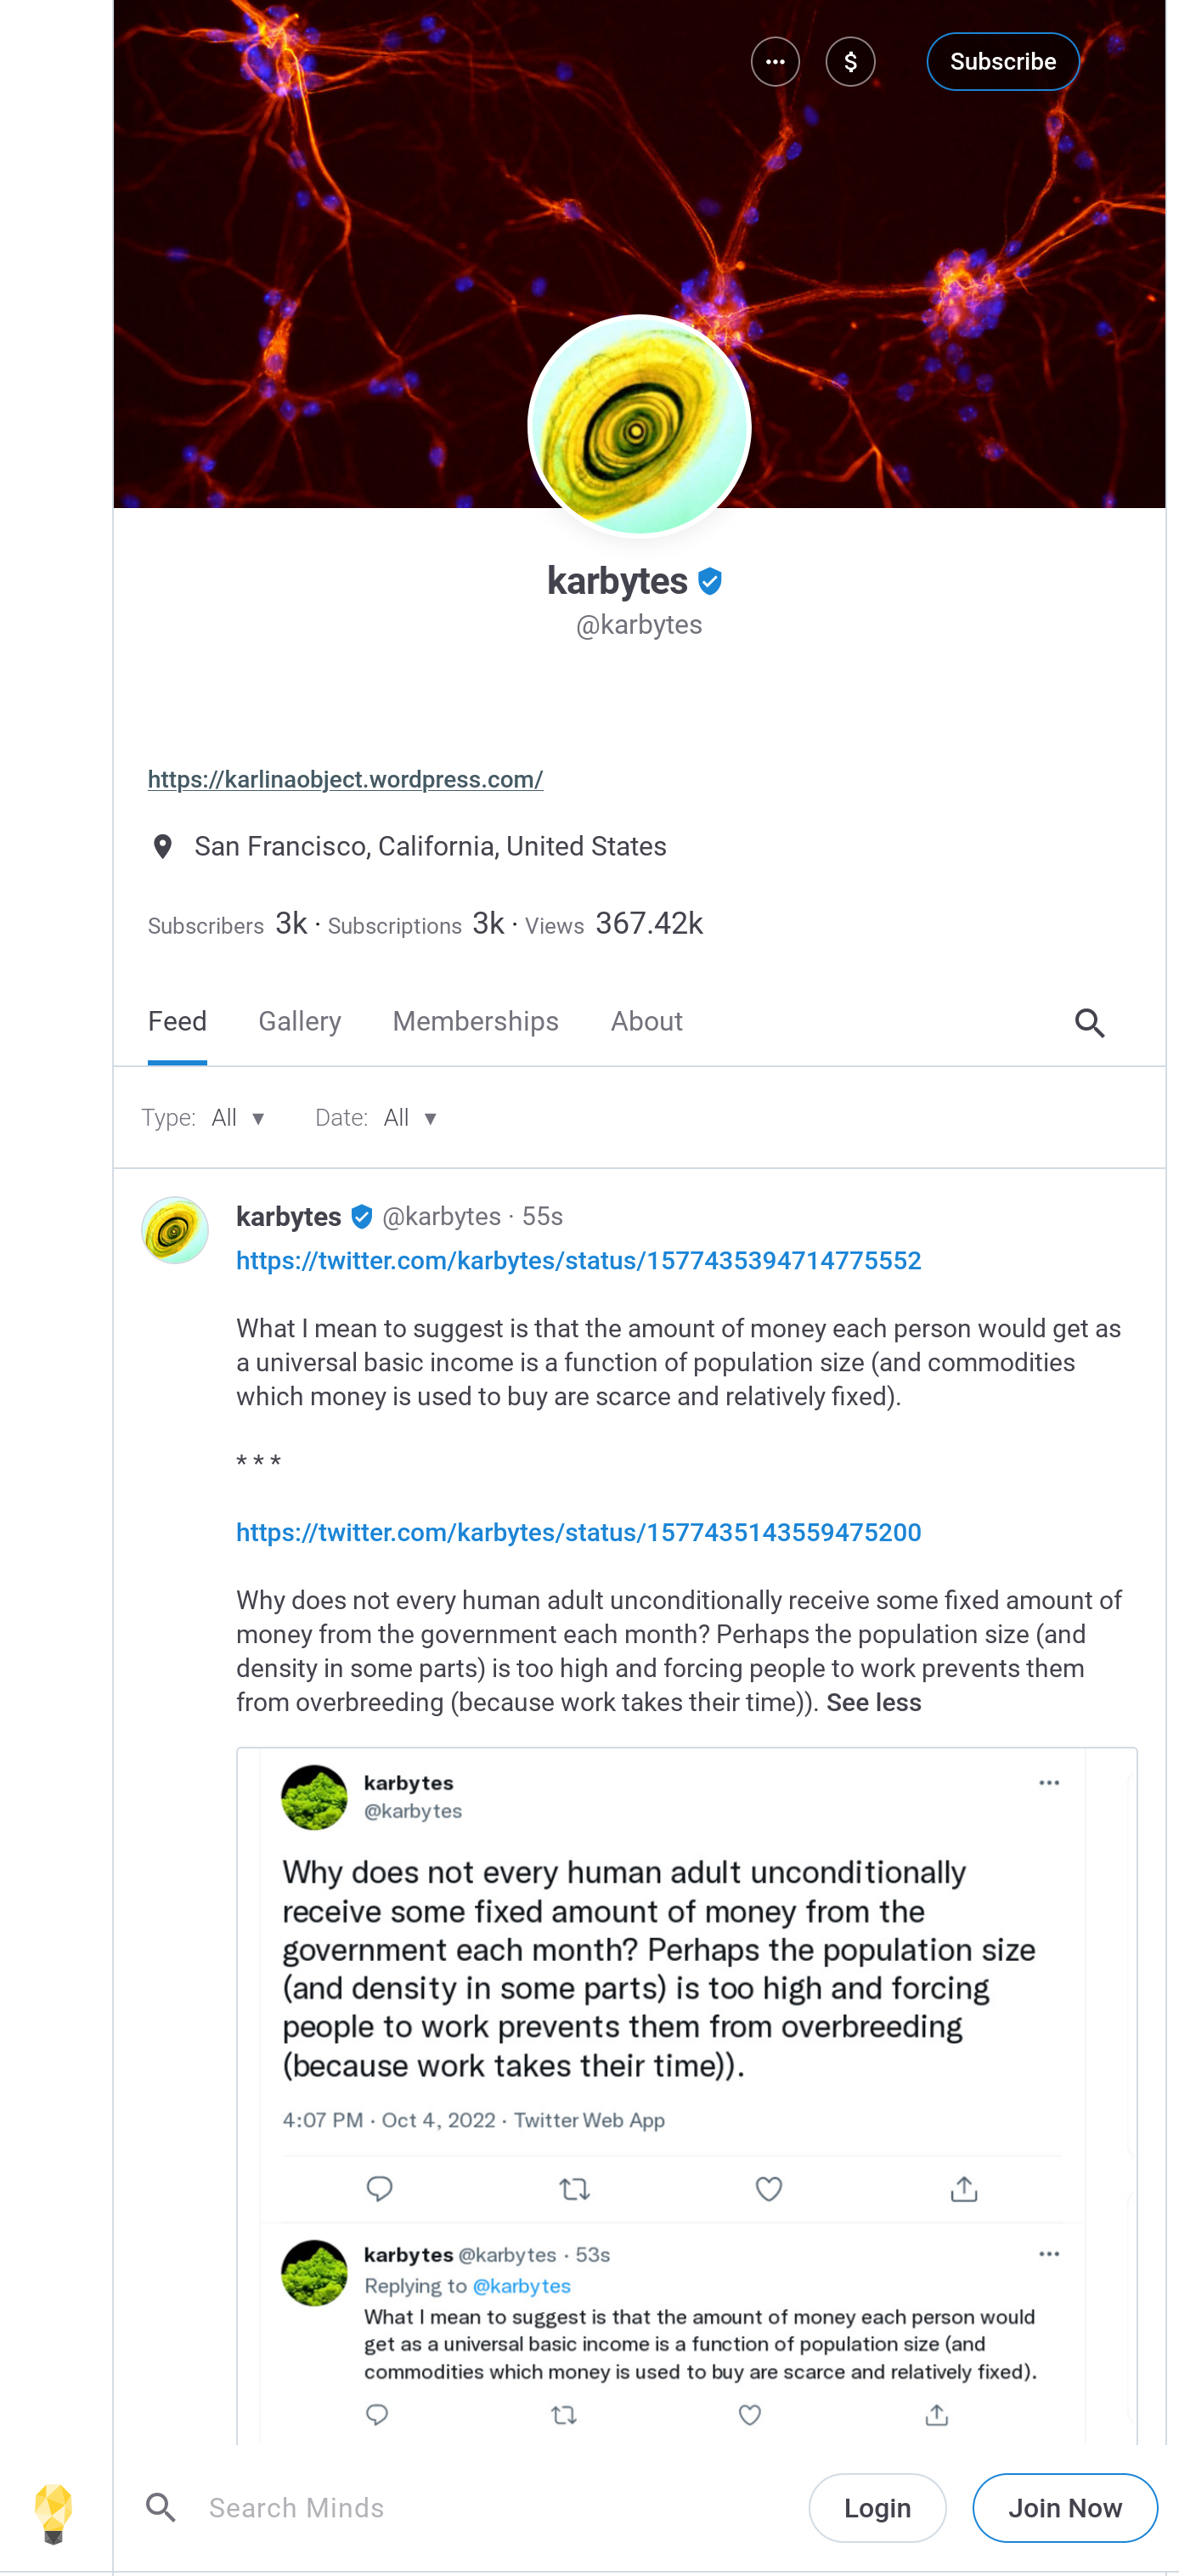 Subscribe
karbytes
@karbytes
https://karlinaobject.wordpress.com/
San Francisco, California, United States
Subscribers 3k · Subscriptions 3k · Views 367.42k
Feed Gallery Memberships About
Type: All ▼ Date: All ▼
karbytes @karbytes · 55s
https://twitter.com/karbytes/status/1577435394714775552
What I mean to suggest is that the amount of money each person would get as
a universal basic income is a function of population size (and commodities
which money is used to buy are scarce and relatively fixed).
* * *
https://twitter.com/karbytes/status/1577435143559475200
Why does not every human adult unconditionally receive some fixed amount of
money from the government each month? Perhaps the population size (and
density in some parts) is too high and forcing people to work prevents them
from overbreeding (because work takes their time)). See less
karbytes
@karbytes
Why does not every human adult unconditionally
receive some fixed amount of money from the
government each month? Perhaps the population size
(and density in some parts) is too high and forcing
people to work prevents them from overbreeding
(because work takes their time)).
4:07 PM · Oct 4, 2022 · Twitter Web App
karbytes @karbytes · 53s
Replying to @karbytes
What I mean to suggest is that the amount of money each person would
get as a universal basic income is a function of population size (and
commodities which money is used to buy are scarce and relatively fixed).
Search Minds Login Join Now